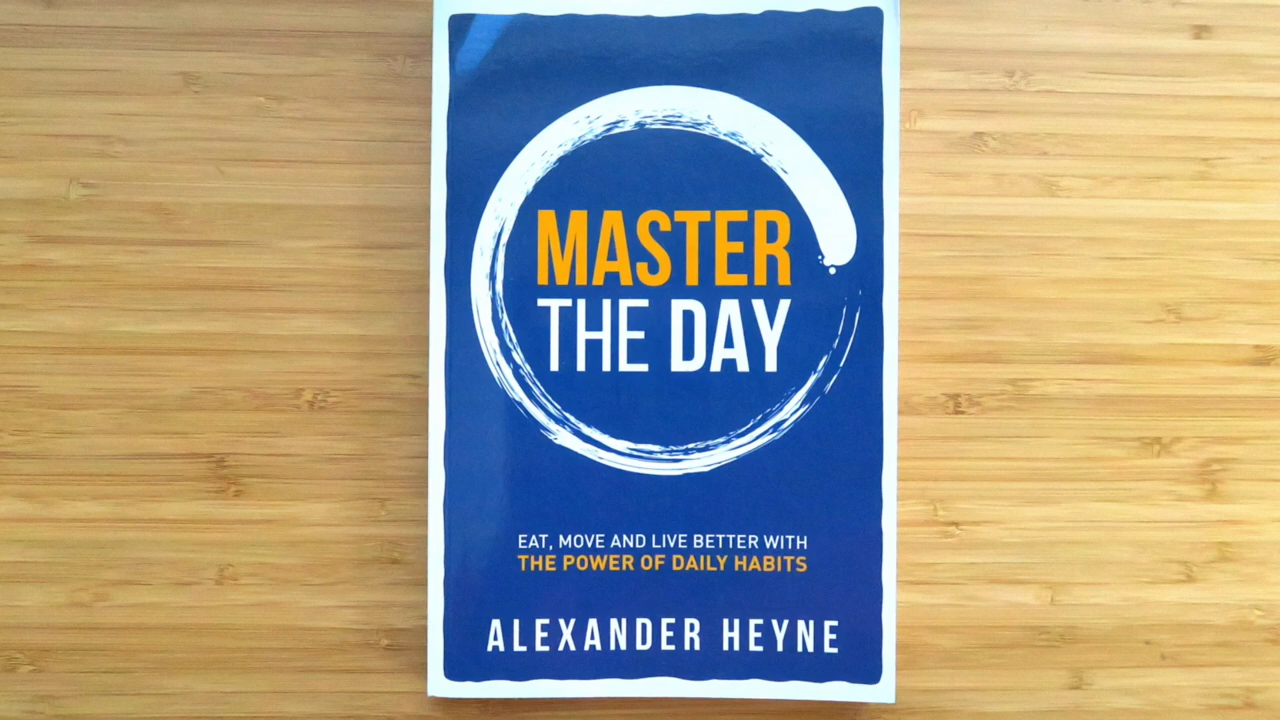 MASTER
THE DAY
EAT, MOVE AND LIVE BETTER WITH
THE POWER OF DAILY HABITS
ALEXANDER HEYNE